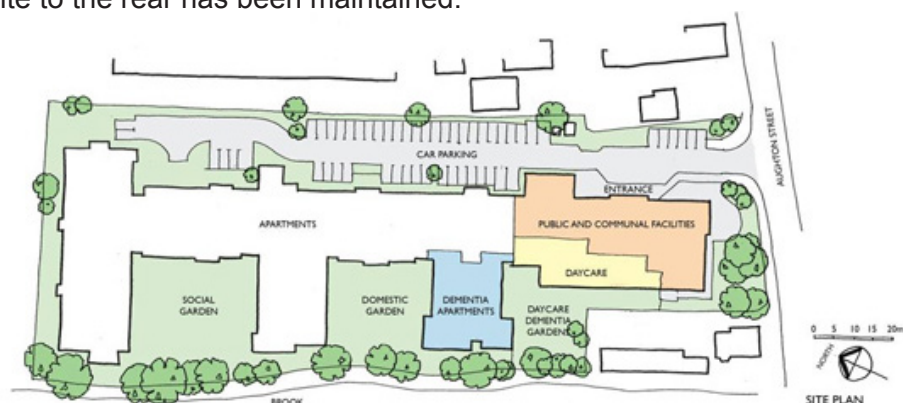 ite to the rear has been maintained.
CAR PARKING
AUGHTON STREET
ENTRANCE
APARTMENTS
PUBLIC AND COMMUNAL FACILITIES
DAYCARE
SOCIAL
GARDEN
DOMESTIC
GARDEN
DEMENTIA
APARTMENTS
DAYCARE
DEMENTIA
GARDENS
0 5 10 15 20m
NORTH
BROOK
SITE PLAN